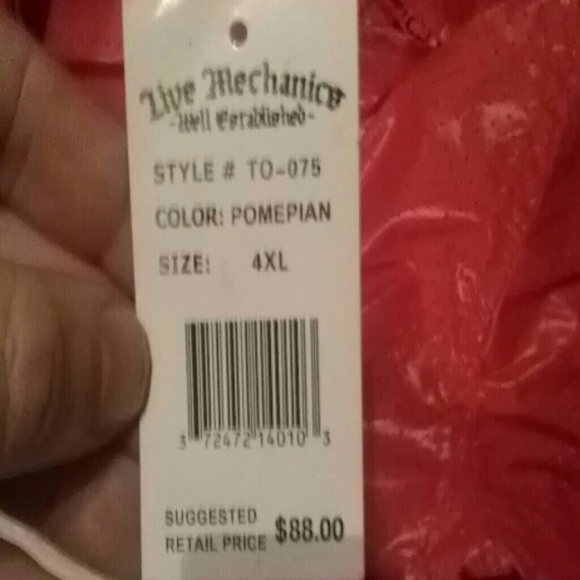 Live Mechanics
-Well Established-
STYLE # TO-075
COLOR: POMEPIAN
SIZE: 4XL
3 72472 14010 3
SUGGESTED
RETAIL PRICE $88.00